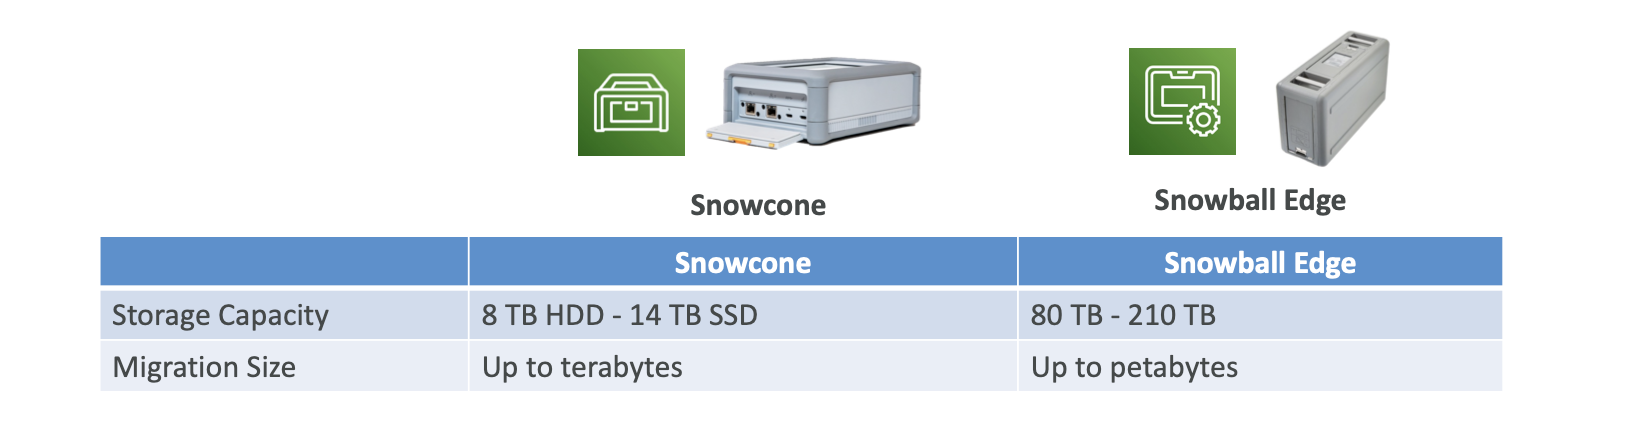 Snowcone
Snowball Edge
Snowcone Snowball Edge
Storage Capacity 8 TB HDD - 14 TB SSD 80 TB - 210 TB
Migration Size Up to terabytes Up to petabytes